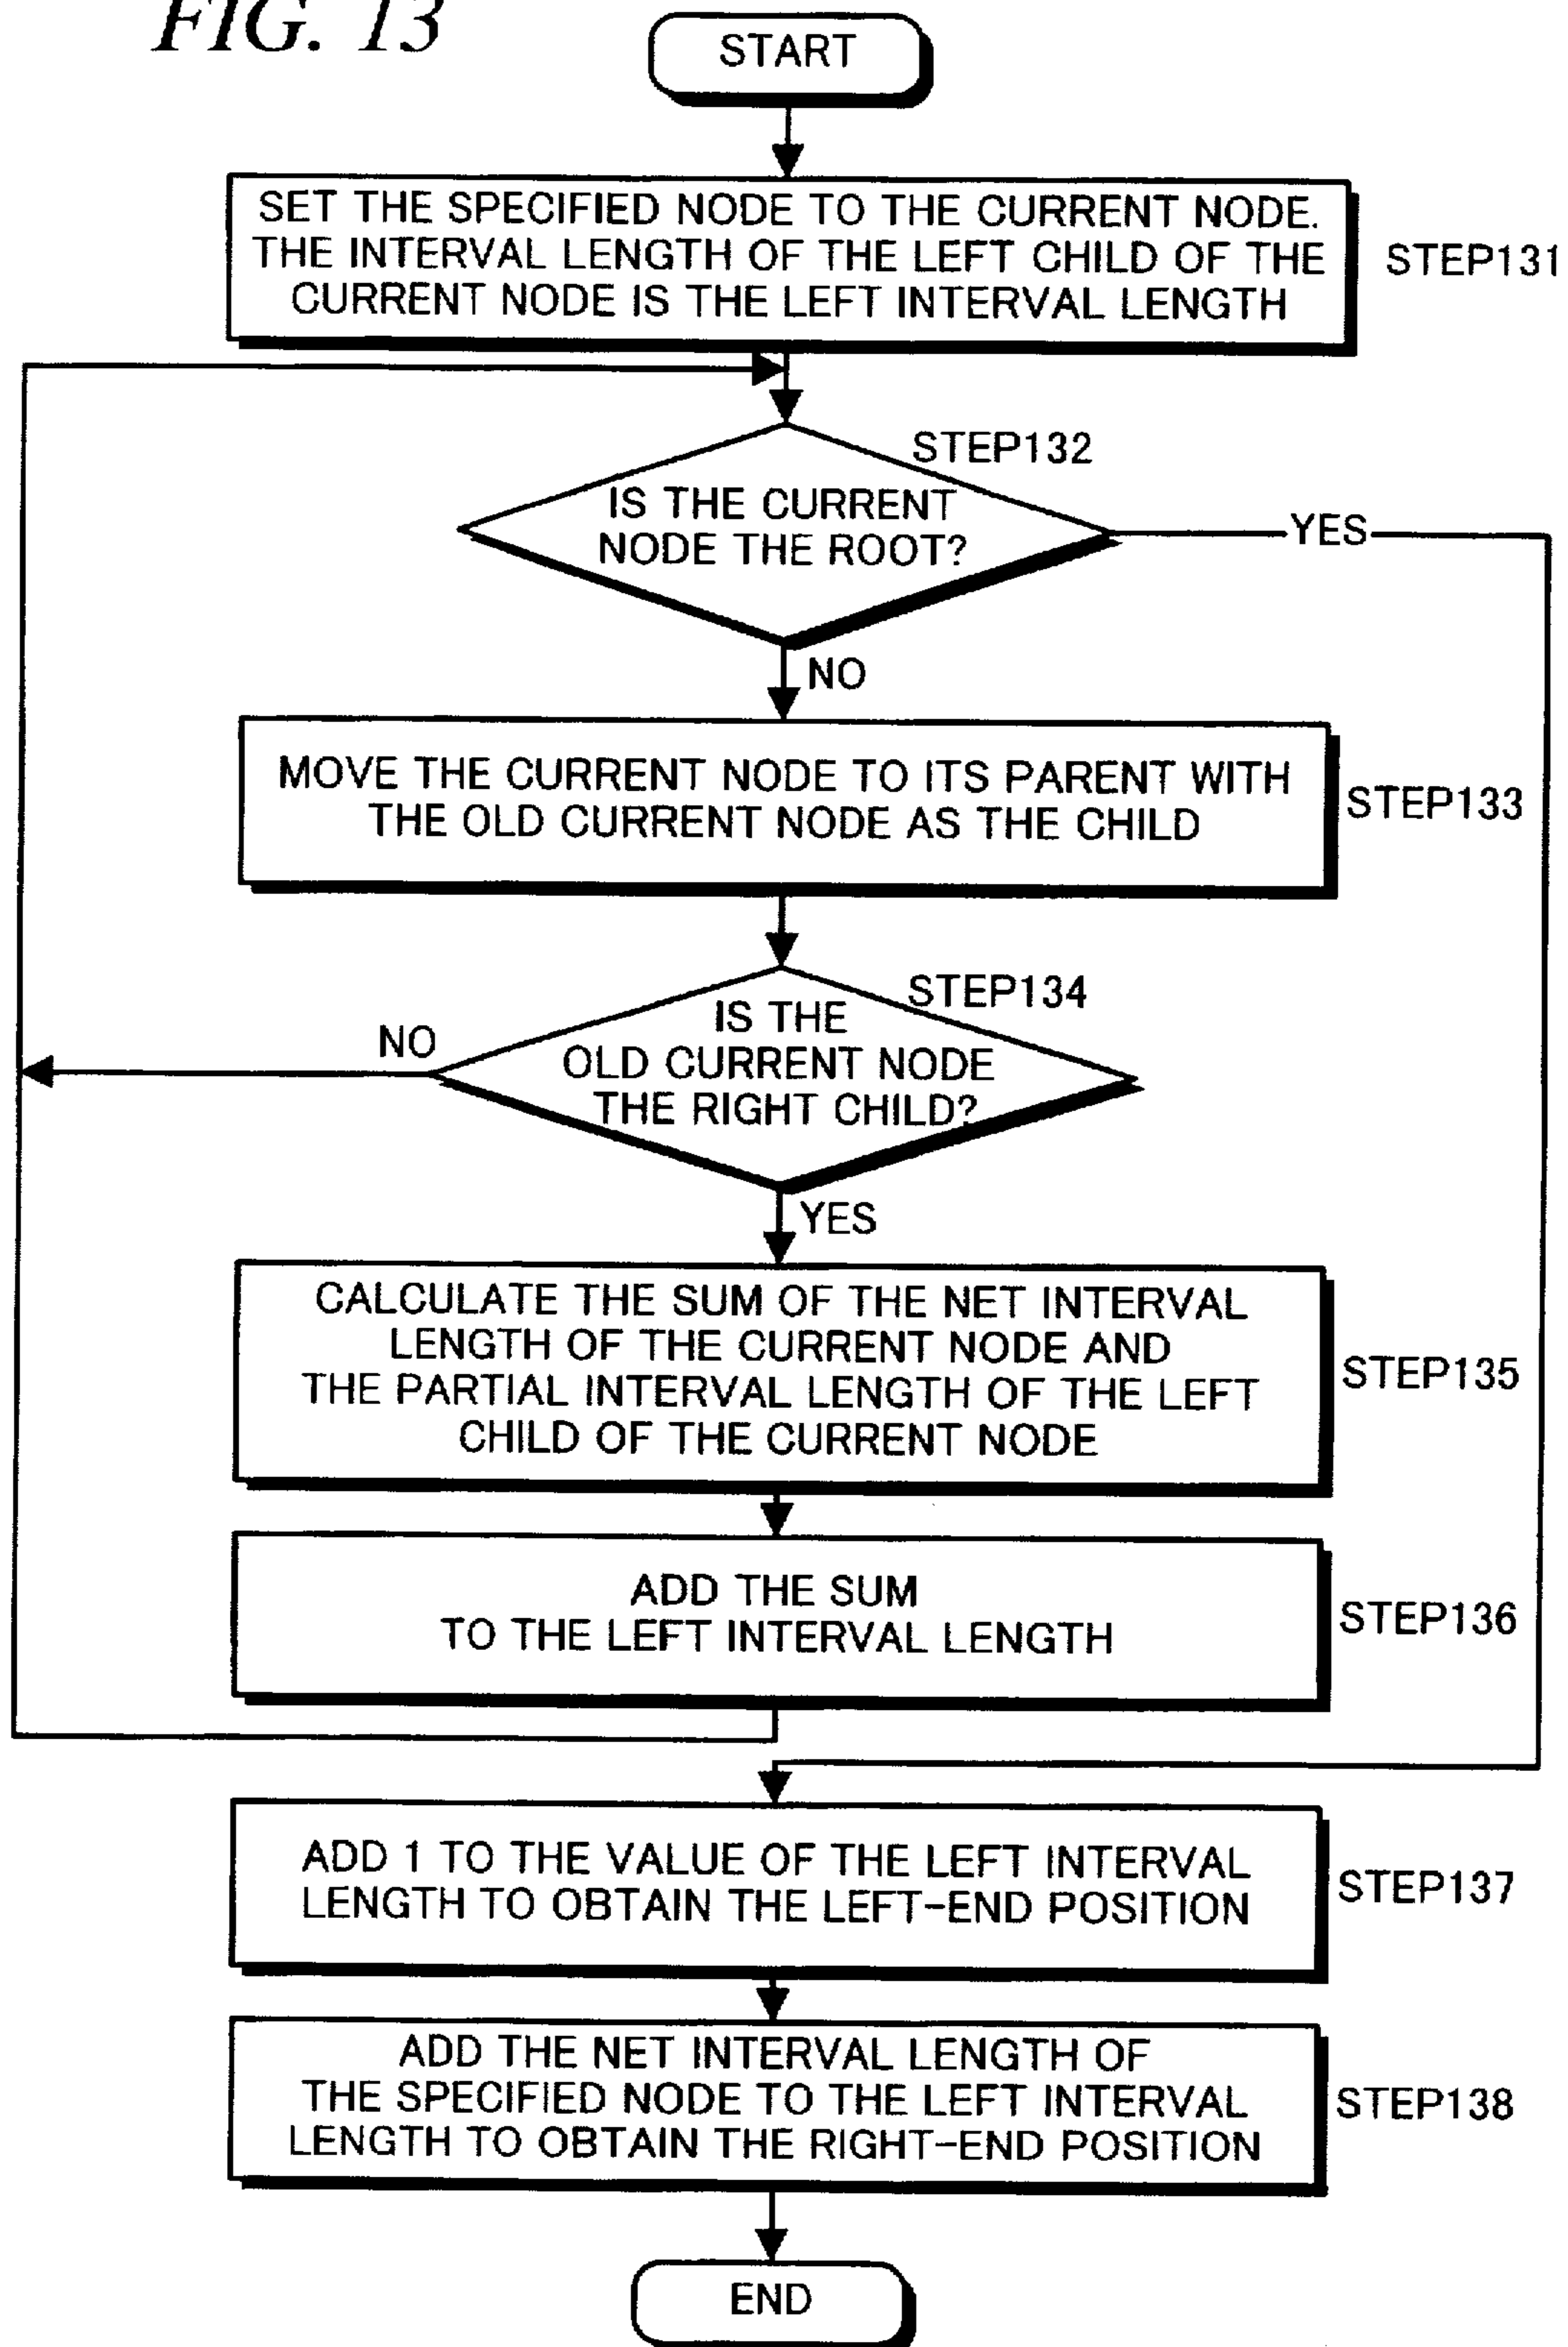 FIG. 13
START
SET THE SPECIFIED NODE TO THE CURRENT NODE.
THE INTERVAL LENGTH OF THE LEFT CHILD OF THE
CURRENT NODE IS THE LEFT INTERVAL LENGTH
STEP131
STEP132
IS THE CURRENT
NODE THE ROOT?
YES
NO
MOVE THE CURRENT NODE TO ITS PARENT WITH
THE OLD CURRENT NODE AS THE CHILD
STEP133
STEP134
IS THE
OLD CURRENT NODE
THE RIGHT CHILD?
NO
YES
CALCULATE THE SUM OF THE NET INTERVAL
LENGTH OF THE CURRENT NODE AND
THE PARTIAL INTERVAL LENGTH OF THE LEFT
CHILD OF THE CURRENT NODE
STEP135
ADD THE SUM
TO THE LEFT INTERVAL LENGTH
STEP136
ADD 1 TO THE VALUE OF THE LEFT INTERVAL
LENGTH TO OBTAIN THE LEFT-END POSITION
STEP137
ADD THE NET INTERVAL LENGTH OF
THE SPECIFIED NODE TO THE LEFT INTERVAL
LENGTH TO OBTAIN THE RIGHT-END POSITION
STEP138
END